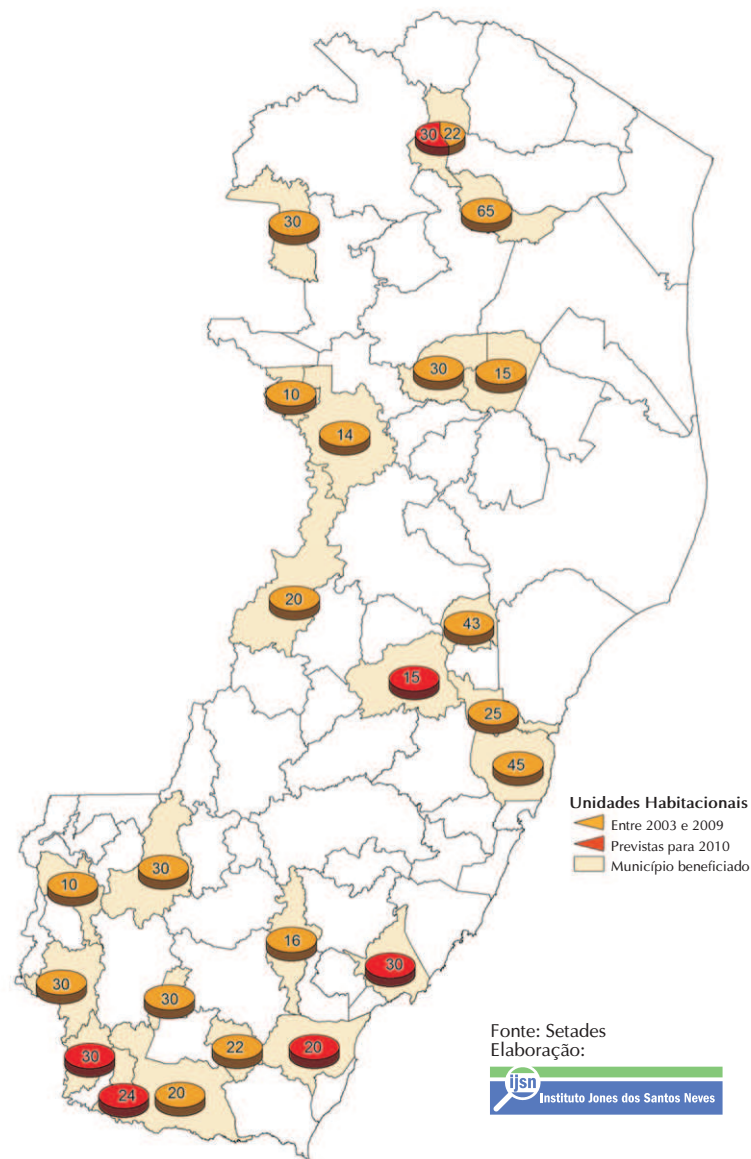 30 22
65
30
30
15
10
14
20
43
15
25
45
Unidades Habitacionais
Entre 2003 e 2009
Previstas para 2010
Município beneficiado
30
10
16
30
30
30
Fonte: Setades
Elaboração:
22
20
30
ijsn
Instituto Jones dos Santos Neves
24
20